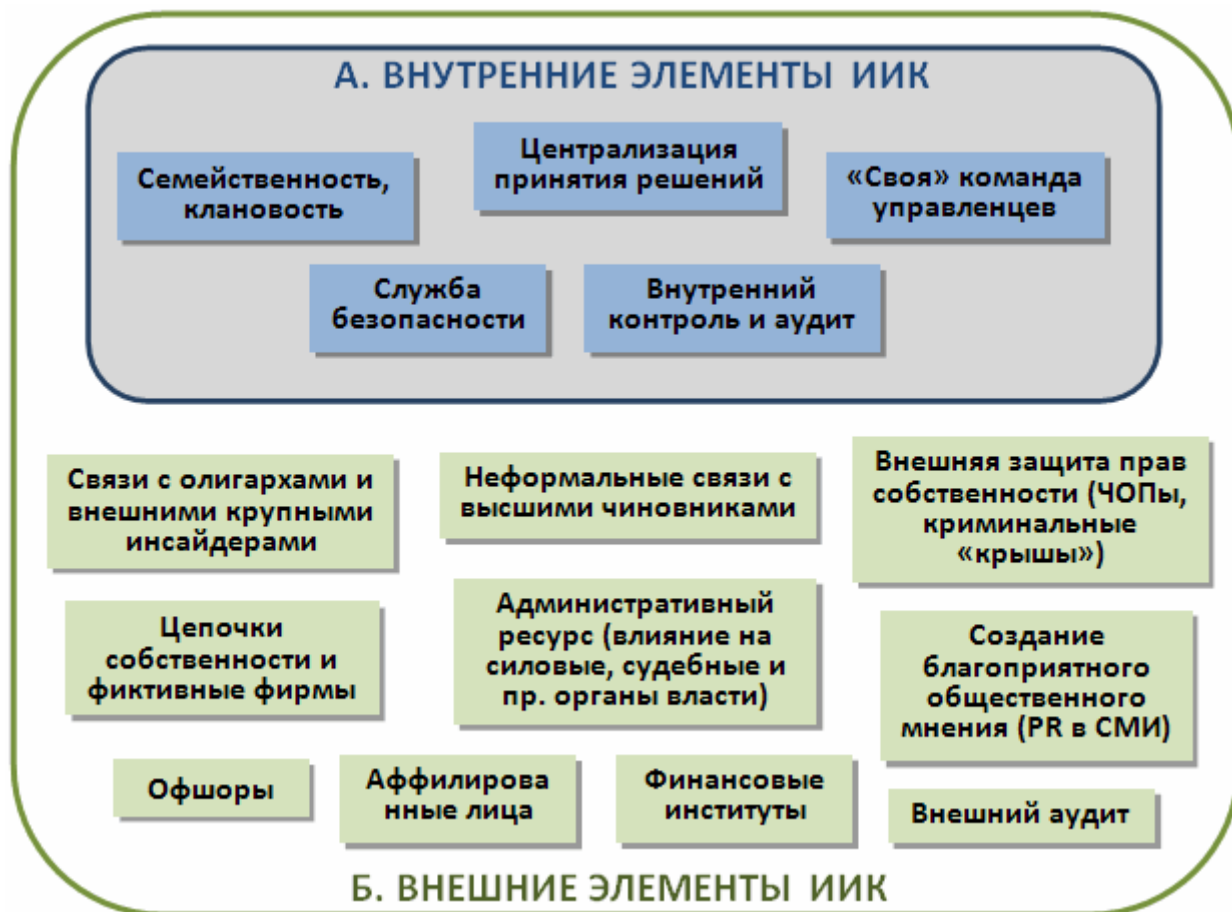 А. ВНУТРЕННИЕ ЭЛЕМЕНТЫ ИИК
Семейственность,
клановость
Централизация
принятия решений
«Своя» команда
управленцев
Служба
безопасности
Внутренний
контроль и аудит
Связи с олигархами и
внешними крупными
инсайдерами
Неформальные связи с
высшими чиновниками
Внешняя защита прав
собственности (ЧОПы,
криминальные
«крыши»)
Цепочки
собственности и
фиктивные фирмы
Административный
ресурс (влияние на
силовые, судебные и
пр. органы власти)
Создание
благоприятного
общественного
мнения (PR в СМИ)
Офшоры
Аффилирова
нные лица
Финансовые
институты
Внешний аудит
Б. ВНЕШНИЕ ЭЛЕМЕНТЫ ИИК